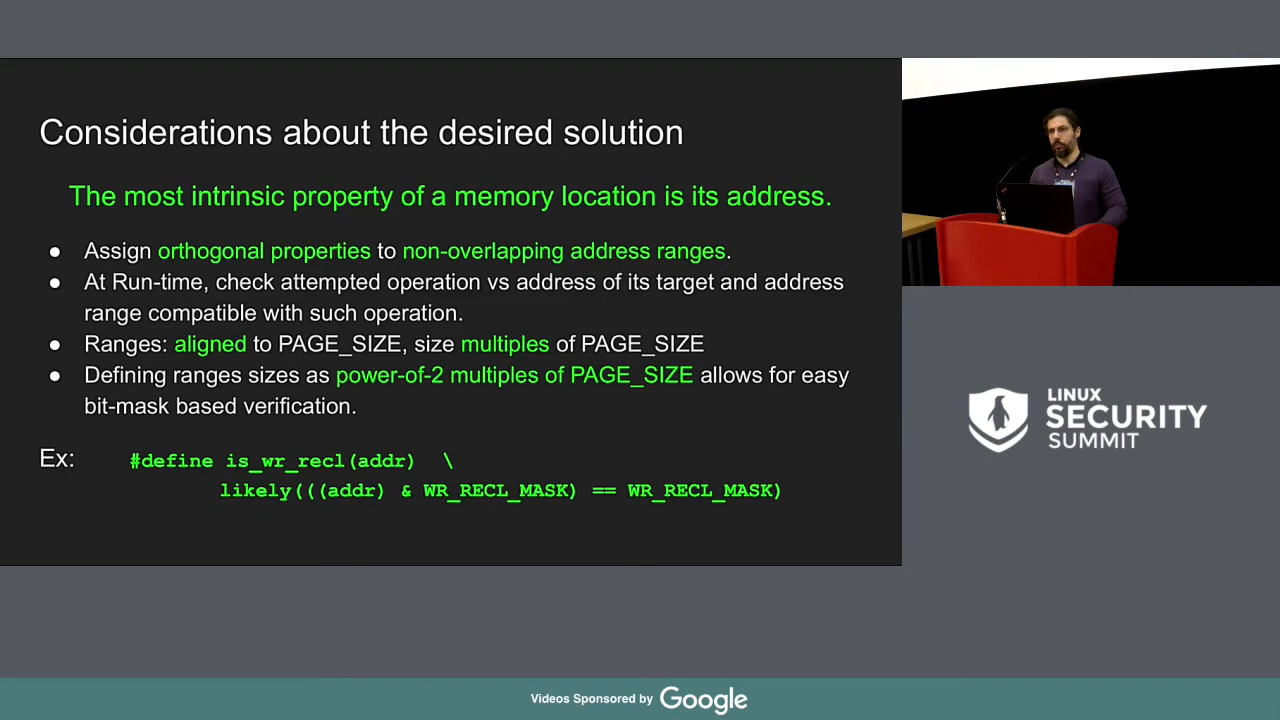 Considerations about the desired solution
The most intrinsic property of a memory location is its address.
● Assign orthogonal properties to non-overlapping address ranges.
● At Run-time, check attempted operation vs address of its target and address
range compatible with such operation.
● Ranges: aligned to PAGE_SIZE, size multiples of PAGE_SIZE
● Defining ranges sizes as power-of-2 multiples of PAGE_SIZE allows for easy
bit-mask based verification.
Ex: #define is_wr_recl(addr) \
likely(((addr) & WR_RECL_MASK) == WR_RECL_MASK)
LINUX
SECURITY
SUMMIT
Videos Sponsored by Google